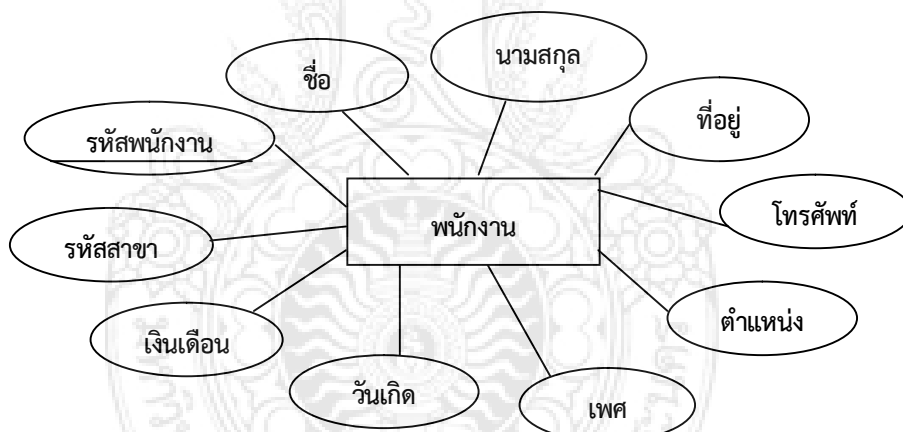 นามสกุล
ชื่อ
ที่อยู่
รหัสพนักงาน
โทรศัพท์
พนักงาน
รหัสสาขา
ตำแหน่ง
เงินเดือน
วันเกิด
เพศ